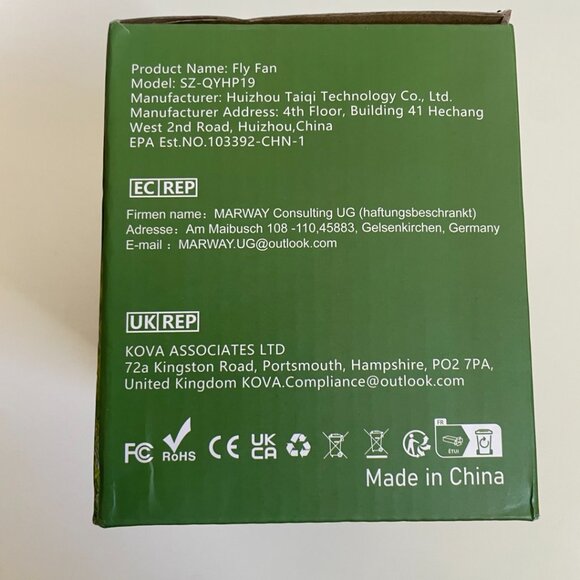 Product Name: Fly Fan
Model: SZ-QYHP19
Manufacturer: Huizhou Taiqi Technology Co., Ltd.
Manufacturer Address: 4th Floor, Building 41 Hechang
West 2nd Road, Huizhou,China
EPA Est.NO.103392-CHN-1
EC REP
Firmen name：MARWAY Consulting UG (haftungsbeschrankt)
Adresse：Am Maibusch 108 -110,45883, Gelsenkirchen, Germany
E-mail ：MARWAY.UG@outlook.com
UK REP
KOVA ASSOCIATES LTD
72a Kingston Road, Portsmouth, Hampshire, PO2 7PA,
United Kingdom KOVA.Compliance@outlook.com
FC RoHS CE UK CA FR ÉTUI
Made in China